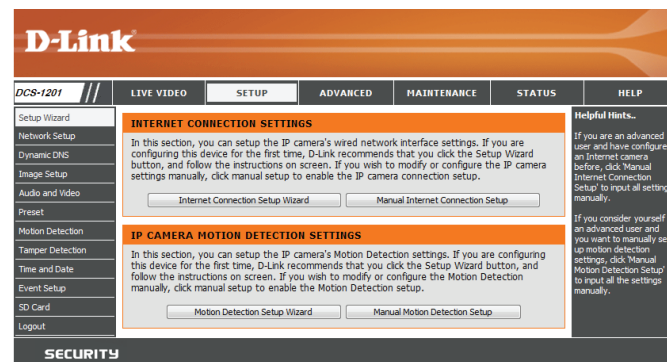 D-Link
DCS-1201
LIVE VIDEO
SETUP
ADVANCED
MAINTENANCE
STATUS
HELP
Setup Wizard
Network Setup
Dynamic DNS
Image Setup
Audio and Video
Preset
Motion Detection
Tamper Detection
Time and Date
Event Setup
SD Card
Logout
INTERNET CONNECTION SETTINGS
In this section, you can setup the IP camera's wired network interface settings. If you are
configuring this device for the first time, D-Link recommends that you click the Setup Wizard
button, and follow the instructions on screen. If you wish to modify or configure the IP camera
settings manually, click manual setup to enable the IP camera connection setup.
Internet Connection Setup Wizard
Manual Internet Connection Setup
IP CAMERA MOTION DETECTION SETTINGS
In this section, you can setup the IP camera's Motion Detection settings. If you are configuring
this device for the first time, D-Link recommends that you click the Setup Wizard button, and
follow the instructions on screen. If you wish to modify or configure the Motion Detection
manually, click manual setup to enable the Motion Detection setup.
Motion Detection Setup Wizard
Manual Motion Detection Setup
Helpful Hints..
If you are an advanced
user and have configure
an Internet camera
before, click 'Manual
Internet Connection
Setup' to input all setting
manually.
If you consider yourself
an advanced user and
you want to manually se
up motion detection
settings, click 'Manual
Motion Detection Setup'
to input all the settings
manually.
SECURITY